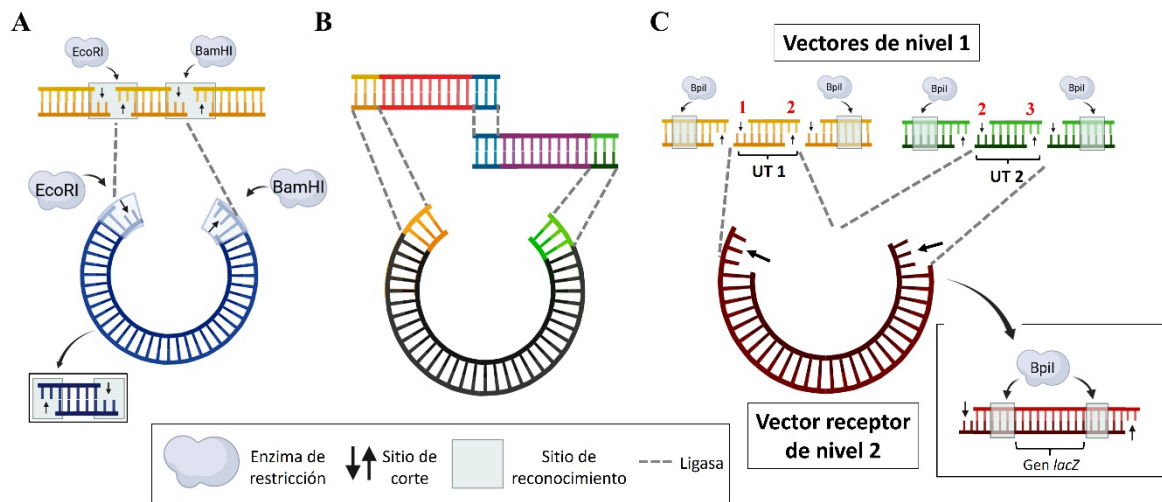 A
EcoRI
BamHI
EcoRI
BamHI
B
C
Vectores de nivel 1
BpiI
BpiI
BpiI
BpiI
1
2
2
3
UT 1
UT 2
BpiI
Gen lacZ
Vector receptor
de nivel 2
Enzima de
restricción
Sitio de
corte
Sitio de
reconocimiento
Ligasa